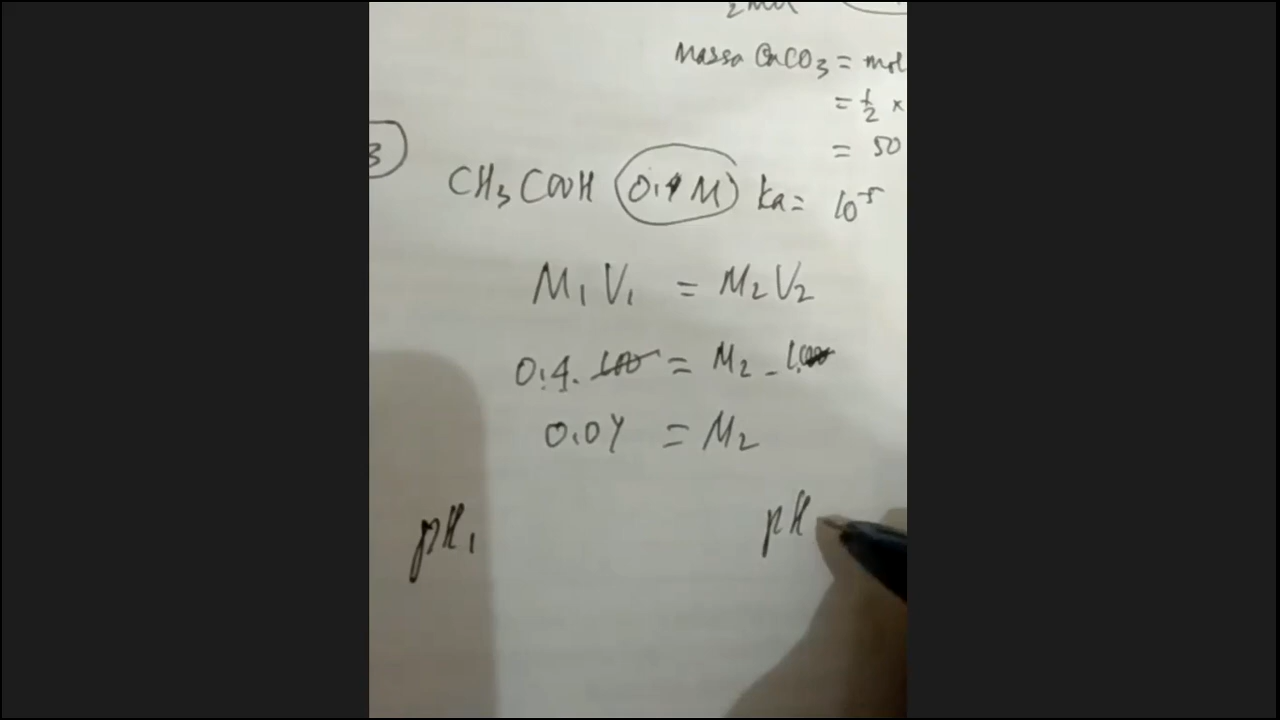 Massa CaCO3 = mol
= 1/2 ×
= 50
3
CH3COOH 0.4 M Ka = 10^-5
M1 V1 = M2 V2
0.4. 100 = M2 -
0.04 = M2
pH1 pH